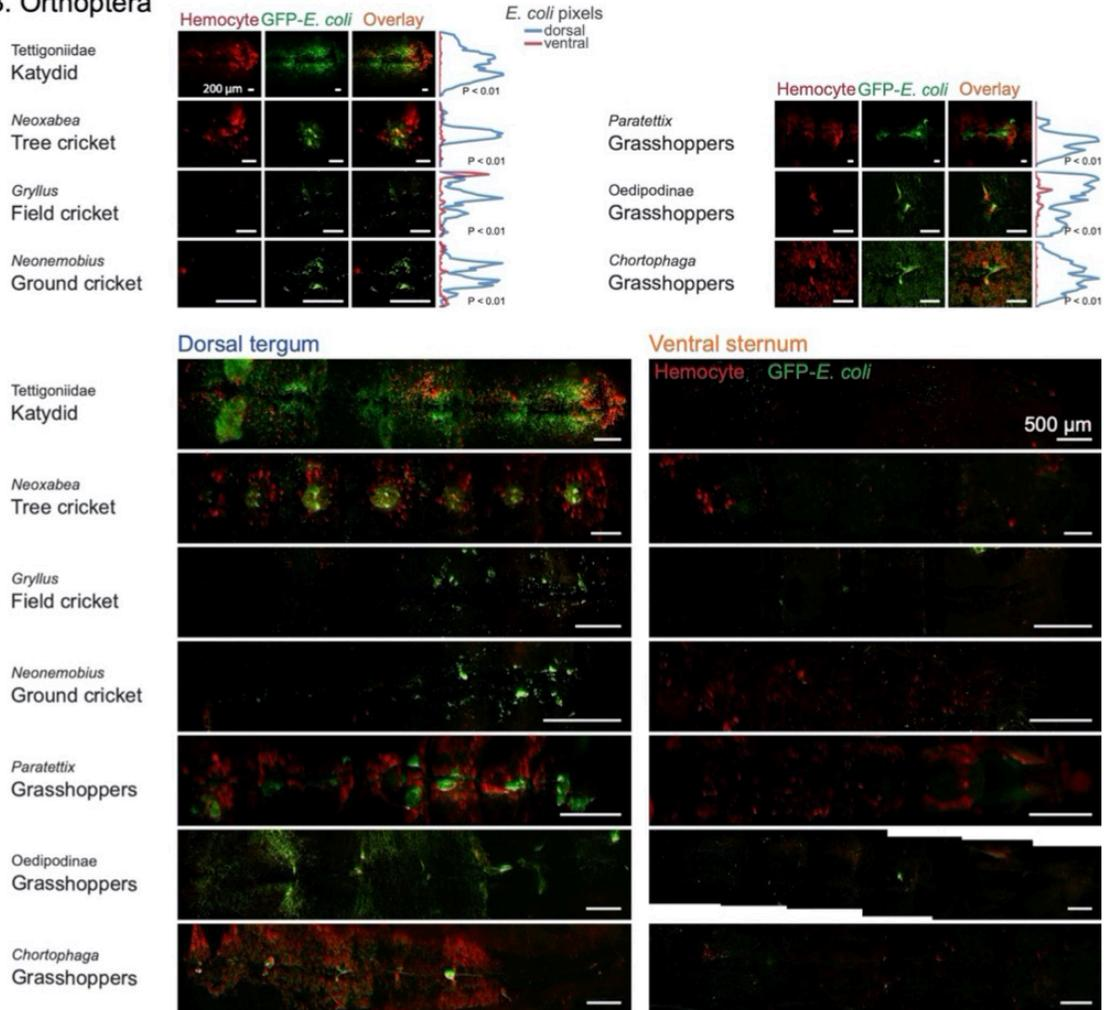 . Orthoptera
Hemocyte GFP-E. coli Overlay
E. coli pixels
dorsal
ventral
Tettigoniidae
Katydid
200 µm
P < 0.01
Neoxabea
Tree cricket
P < 0.01
Gryllus
Field cricket
P < 0.01
Neonemobius
Ground cricket
P < 0.01
Hemocyte GFP-E. coli Overlay
Paratettix
Grasshoppers
P < 0.01
Oedipodinae
Grasshoppers
P < 0.01
Chortophaga
Grasshoppers
P < 0.01
Dorsal tergum
Ventral sternum
Hemocyte GFP-E. coli
500 µm
Tettigoniidae
Katydid
Neoxabea
Tree cricket
Gryllus
Field cricket
Neonemobius
Ground cricket
Paratettix
Grasshoppers
Oedipodinae
Grasshoppers
Chortophaga
Grasshoppers